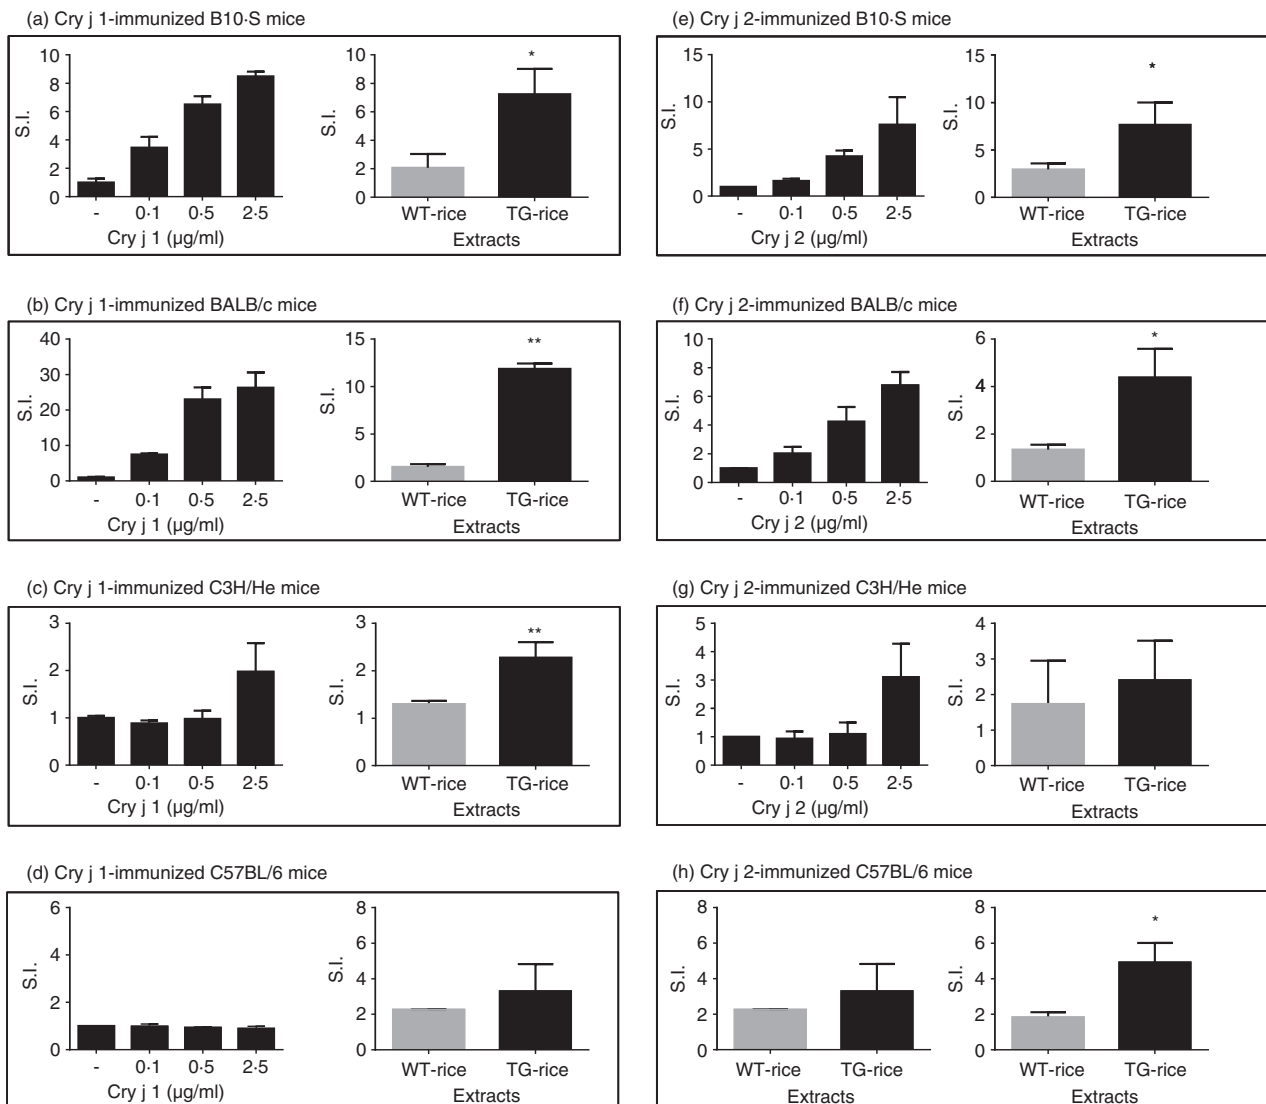 (a) Cry j 1-immunized B10·S mice
10
8
6
4
2
0
S.I.
- 0·1 0·5 2·5
Cry j 1 (µg/ml)
10
8
6
4
2
0
S.I.
*
WT-rice TG-rice
Extracts
(b) Cry j 1-immunized BALB/c mice
40
30
20
10
0
S.I.
- 0·1 0·5 2·5
Cry j 1 (µg/ml)
15
10
5
0
S.I.
**
WT-rice TG-rice
Extracts
(c) Cry j 1-immunized C3H/He mice
3
2
1
0
S.I.
- 0·1 0·5 2·5
Cry j 1 (µg/ml)
3
2
1
0
S.I.
**
WT-rice TG-rice
Extracts
(d) Cry j 1-immunized C57BL/6 mice
6
4
2
0
S.I.
- 0·1 0·5 2·5
Cry j 1 (µg/ml)
8
6
4
2
0
S.I.
WT-rice TG-rice
Extracts
(e) Cry j 2-immunized B10·S mice
15
10
5
0
S.I.
- 0·1 0·5 2·5
Cry j 2 (µg/ml)
15
10
5
0
S.I.
*
WT-rice TG-rice
Extracts
(f) Cry j 2-immunized BALB/c mice
10
8
6
4
2
0
S.I.
- 0·1 0·5 2·5
Cry j 2 (µg/ml)
6
4
2
0
S.I.
*
WT-rice TG-rice
Extracts
(g) Cry j 2-immunized C3H/He mice
5
4
3
2
1
0
S.I.
- 0·1 0·5 2·5
Cry j 2 (µg/ml)
4
3
2
1
0
S.I.
WT-rice TG-rice
Extracts
(h) Cry j 2-immunized C57BL/6 mice
8
6
4
2
0
S.I.
WT-rice TG-rice
Extracts
8
6
4
2
0
S.I.
*
WT-rice TG-rice
Extracts